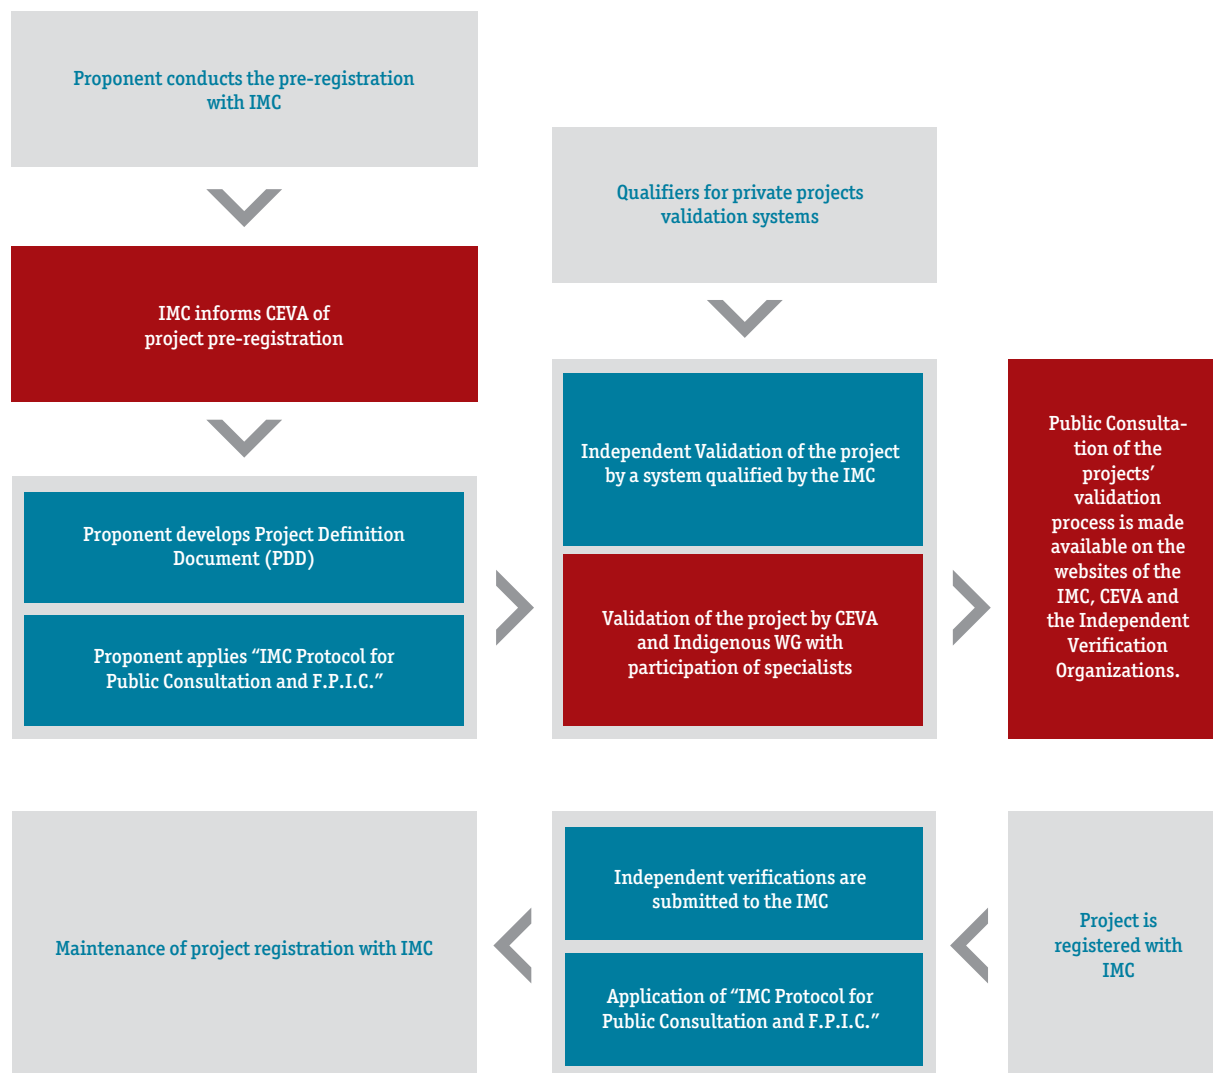 Proponent conducts the pre-registration
with IMC
IMC informs CEVA of
project pre-registration
Proponent develops Project Definition
Document (PDD)
Proponent applies “IMC Protocol for
Public Consultation and F.P.I.C.”
Qualifiers for private projects
validation systems
Independent Validation of the project
by a system qualified by the IMC
Validation of the project by CEVA
and Indigenous WG with
participation of specialists
Public Consulta-
tion of the
projects’
validation
process is made
available on the
websites of the
IMC, CEVA and
the Independent
Verification
Organizations.
Project is
registered with
IMC
Independent verifications are
submitted to the IMC
Application of “IMC Protocol for
Public Consultation and F.P.I.C.”
Maintenance of project registration with IMC